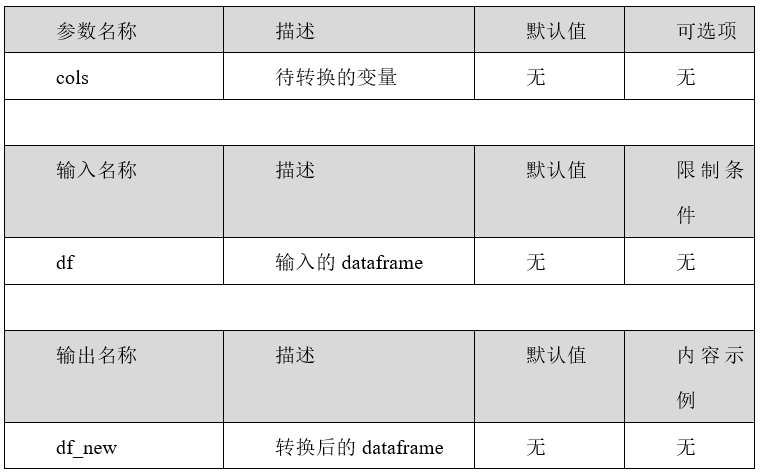 参数名称 描述 默认值 可选项
cols 待转换的变量 无 无
输入名称 描述 默认值 限制条
件
df 输入的 dataframe 无 无
输出名称 描述 默认值 内容示
例
df_new 转换后的 dataframe 无 无